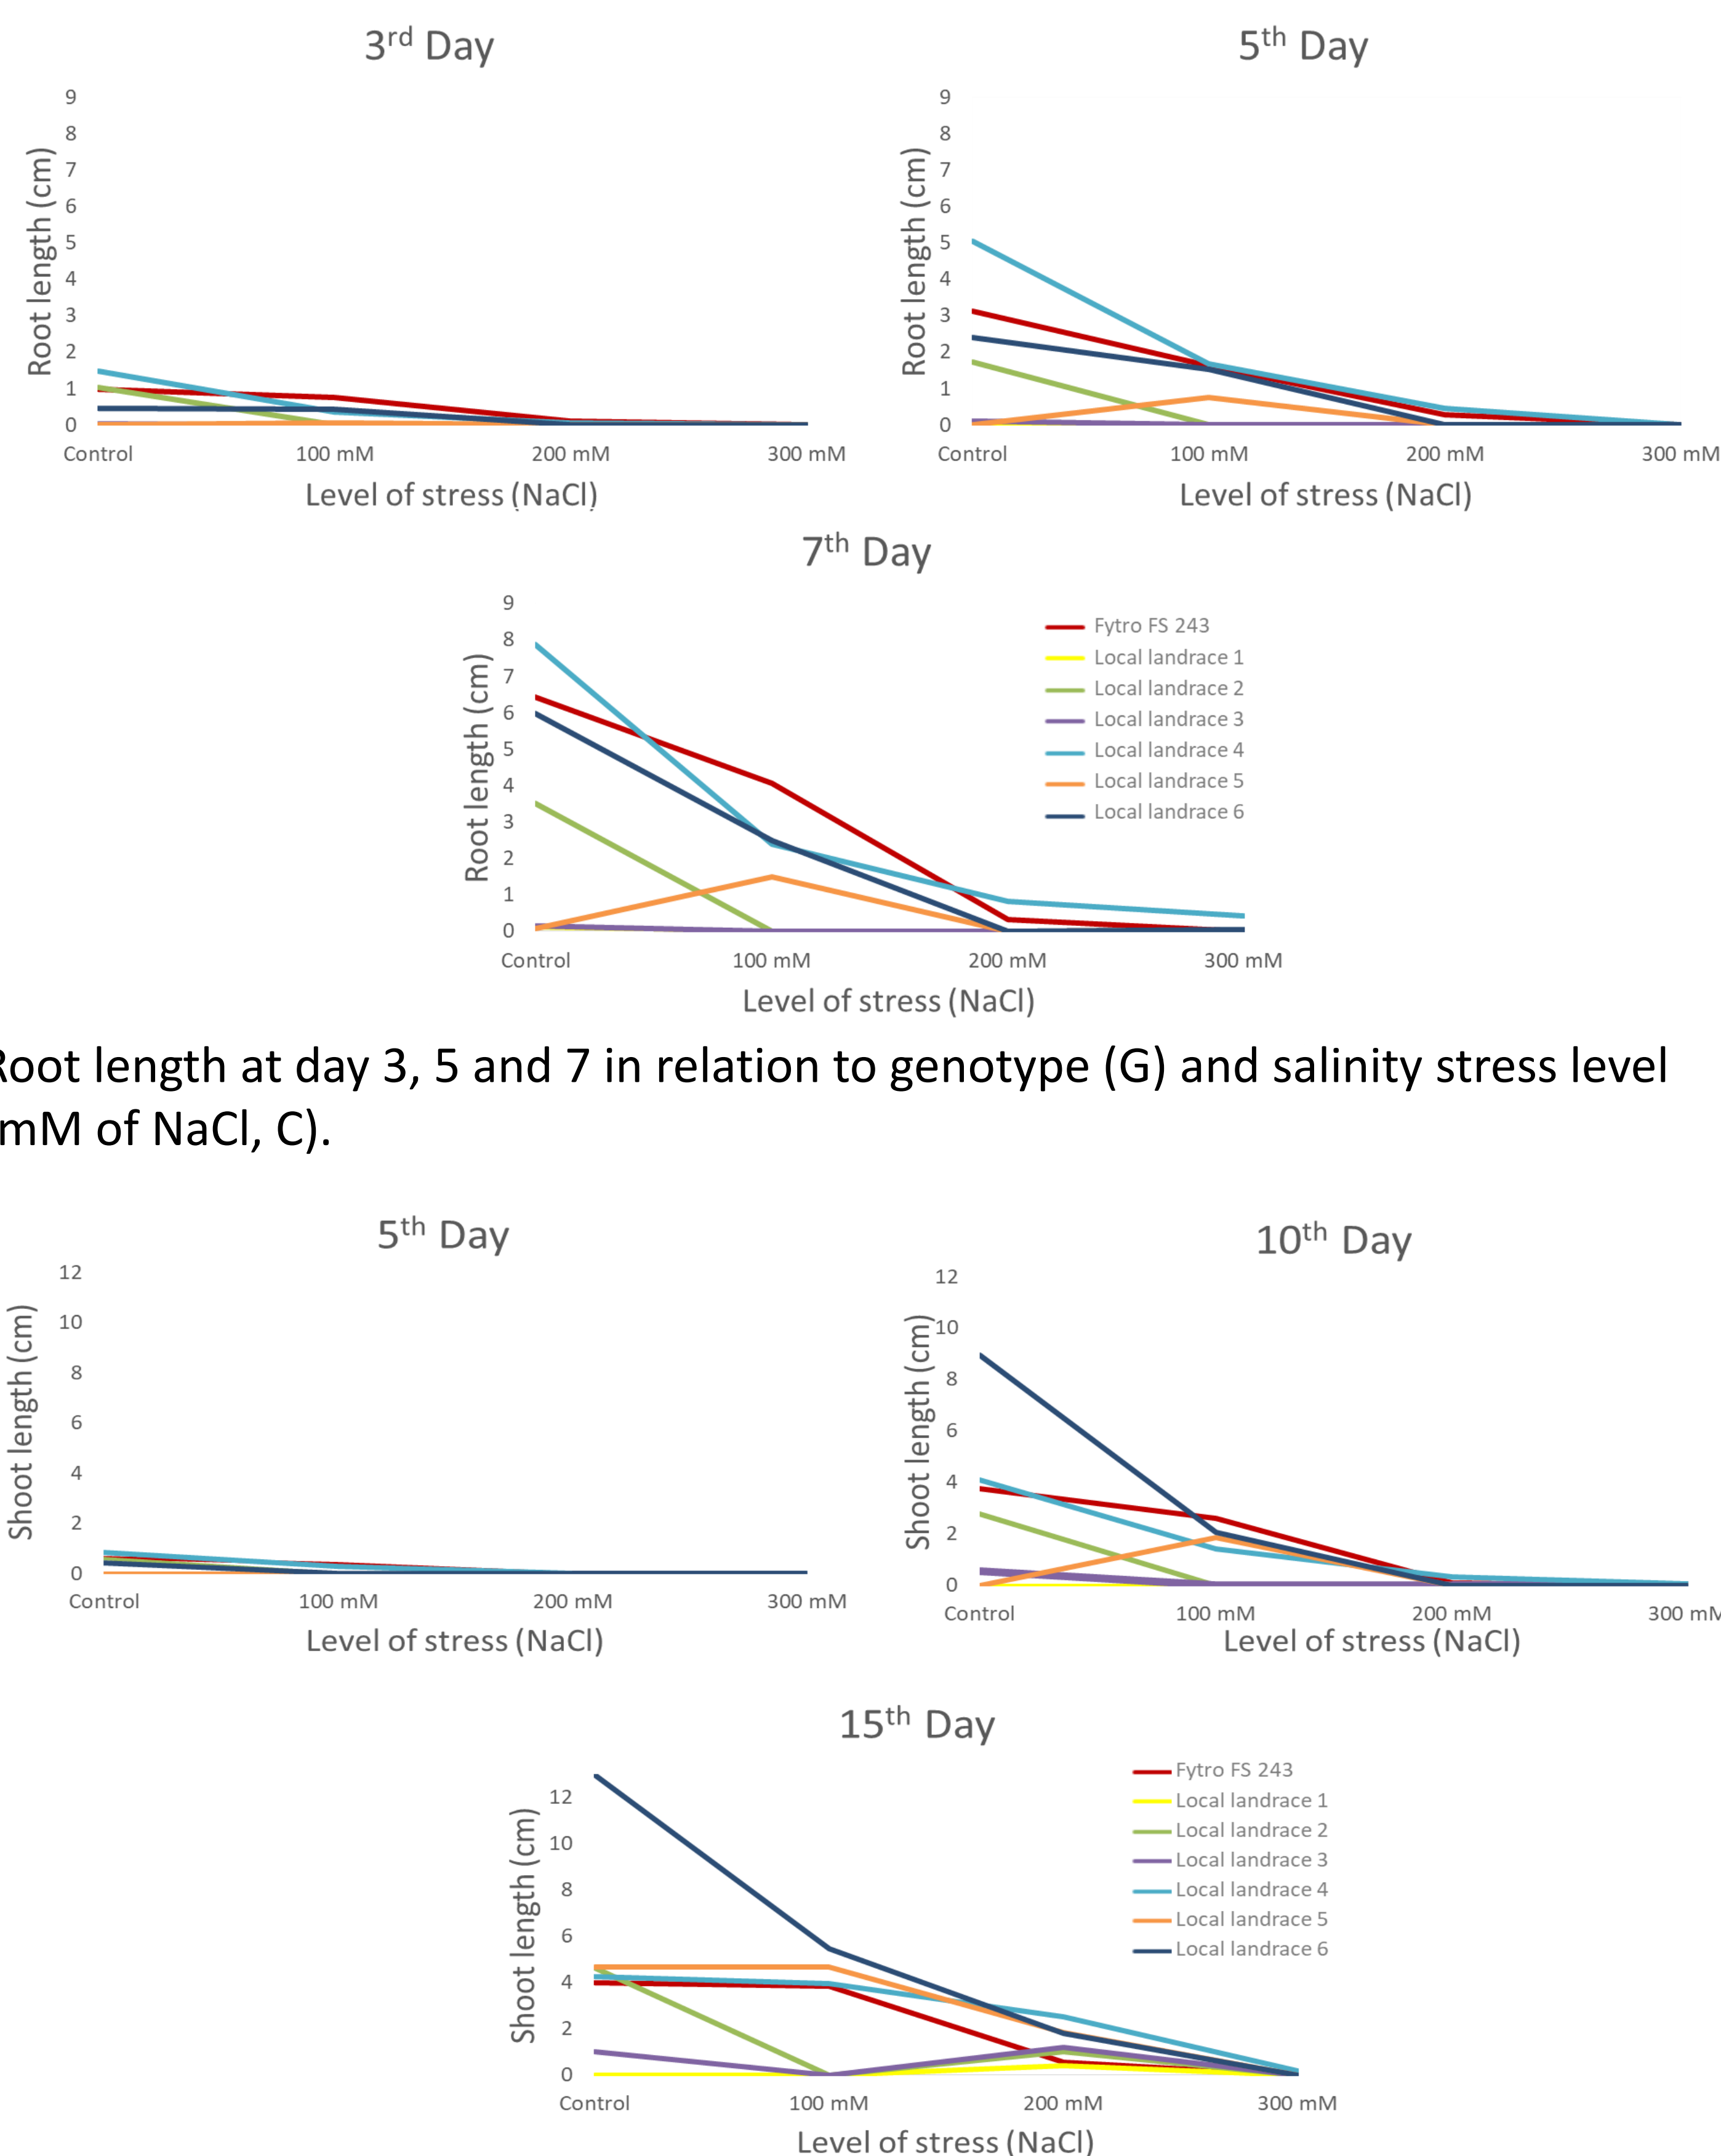 3rd Day
5th Day
Root length (cm)
9
8
7
6
5
4
3
2
1
0
Control 100 mM 200 mM 300 mM
Level of stress (NaCl)
Root length (cm)
9
8
7
6
5
4
3
2
1
0
Control 100 mM 200 mM 300 mM
Level of stress (NaCl)
7th Day
Root length (cm)
9
8
7
6
5
4
3
2
1
0
Control 100 mM 200 mM 300 mM
Level of stress (NaCl)
Fytro FS 243
Local landrace 1
Local landrace 2
Local landrace 3
Local landrace 4
Local landrace 5
Local landrace 6
Root length at day 3, 5 and 7 in relation to genotype (G) and salinity stress level
mM of NaCl, C).
5th Day
Shoot length (cm)
12
10
8
6
4
2
0
Control 100 mM 200 mM 300 mM
Level of stress (NaCl)
10th Day
Shoot length (cm)
12
10
8
6
4
2
0
Control 100 mM 200 mM 300 mM
Level of stress (NaCl)
15th Day
Shoot length (cm)
12
10
8
6
4
2
0
Control 100 mM 200 mM 300 mM
Level of stress (NaCl)
Fytro FS 243
Local landrace 1
Local landrace 2
Local landrace 3
Local landrace 4
Local landrace 5
Local landrace 6